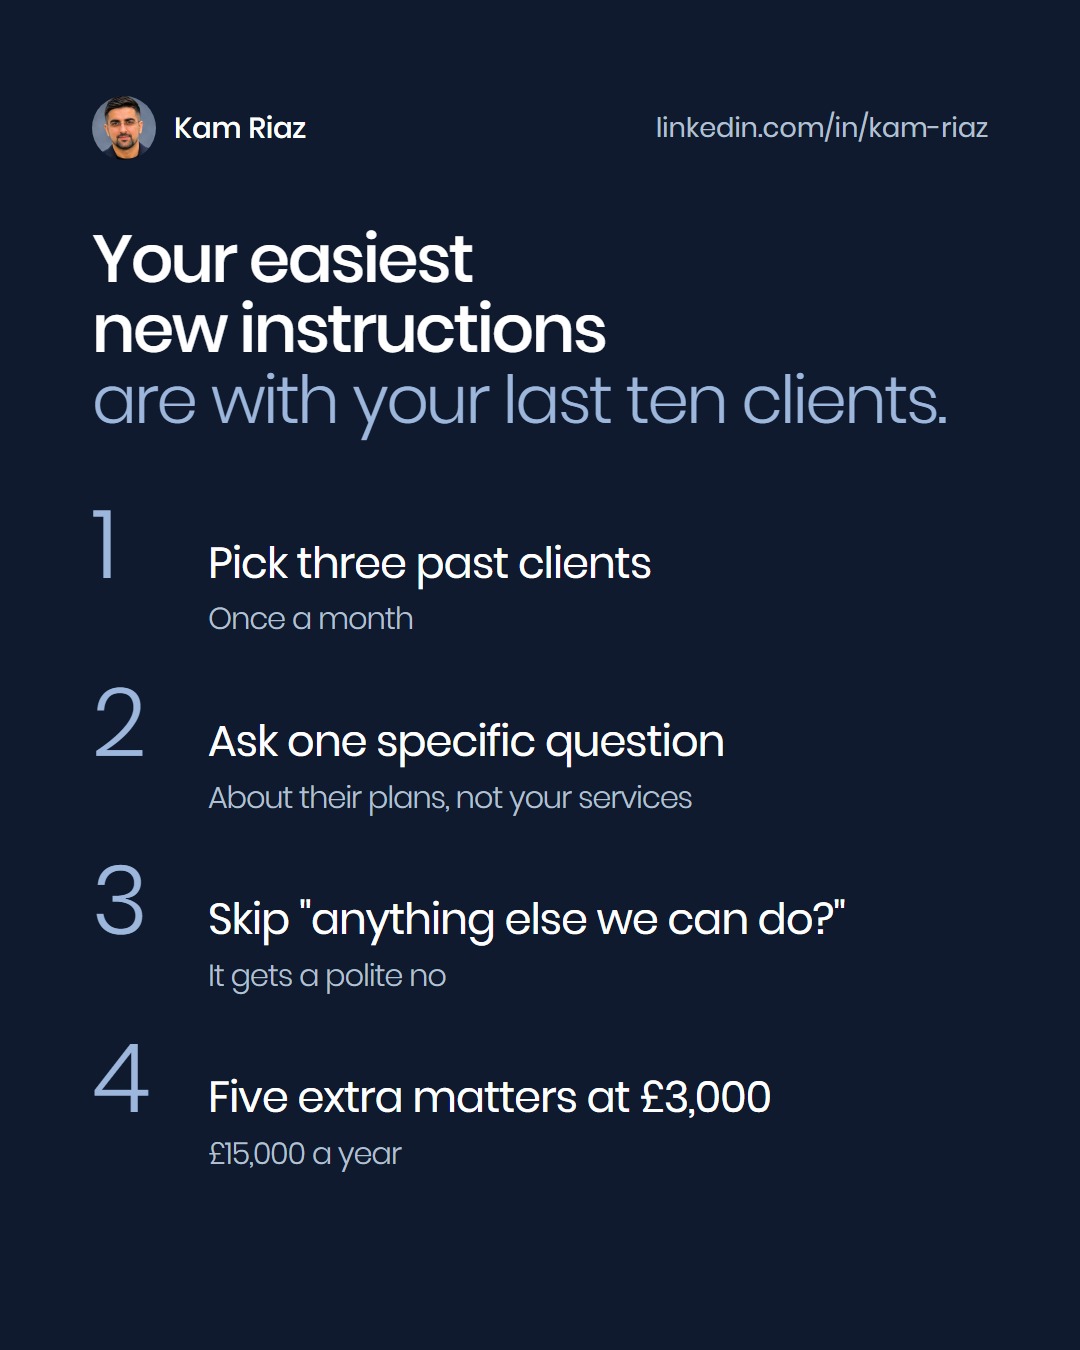 Kam Riaz
linkedin.com/in/kam-riaz
Your easiest
new instructions
are with your last ten clients.
1
Pick three past clients
Once a month
2
Ask one specific question
About their plans, not your services
3
Skip "anything else we can do?"
It gets a polite no
4
Five extra matters at £3,000
£15,000 a year